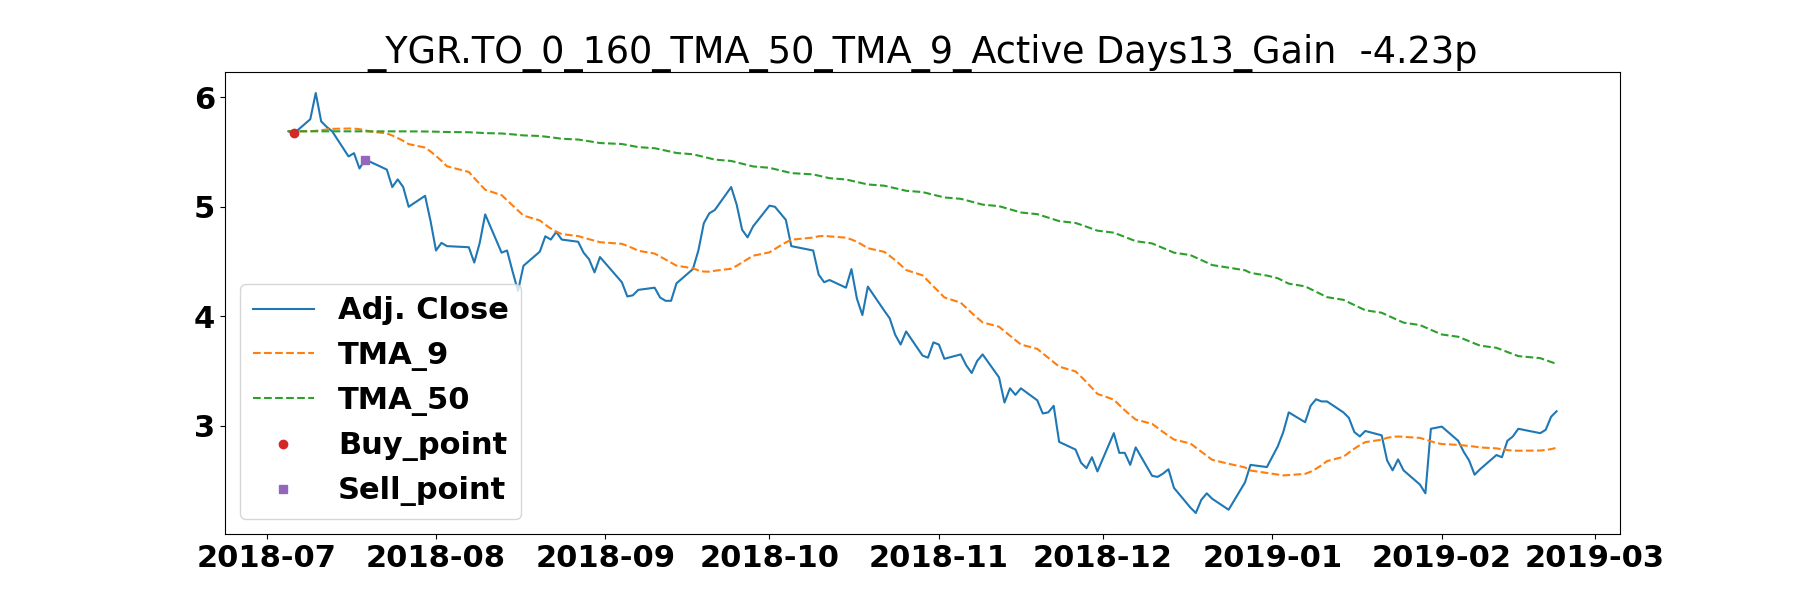 _YGR.TO_0_160_TMA_50_TMA_9_Active Days13_Gain  -4.23p
6
5
4
3
Adj. Close
TMA_9
TMA_50
Buy_point
Sell_point
2018-07 2018-08 2018-09 2018-10 2018-11 2018-12 2019-01 2019-02 2019-03